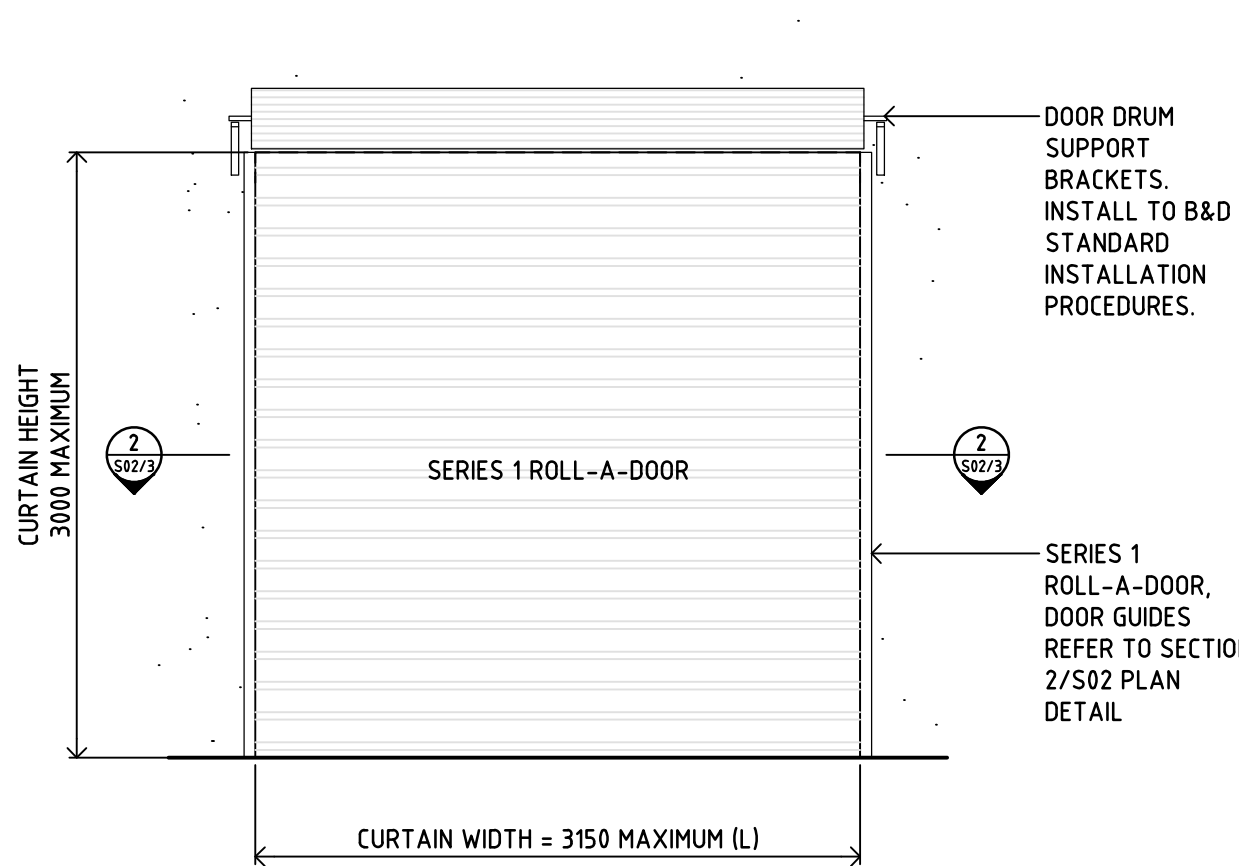 DOOR DRUM
SUPPORT
BRACKETS.
INSTALL TO B&D
STANDARD
INSTALLATION
PROCEDURES.
CURTAIN HEIGHT
3000 MAXIMUM
2
S02/3
SERIES 1 ROLL-A-DOOR
2
S02/3
SERIES 1
ROLL-A-DOOR,
DOOR GUIDES
REFER TO SECTIO
2/S02 PLAN
DETAIL
CURTAIN WIDTH = 3150 MAXIMUM (L)